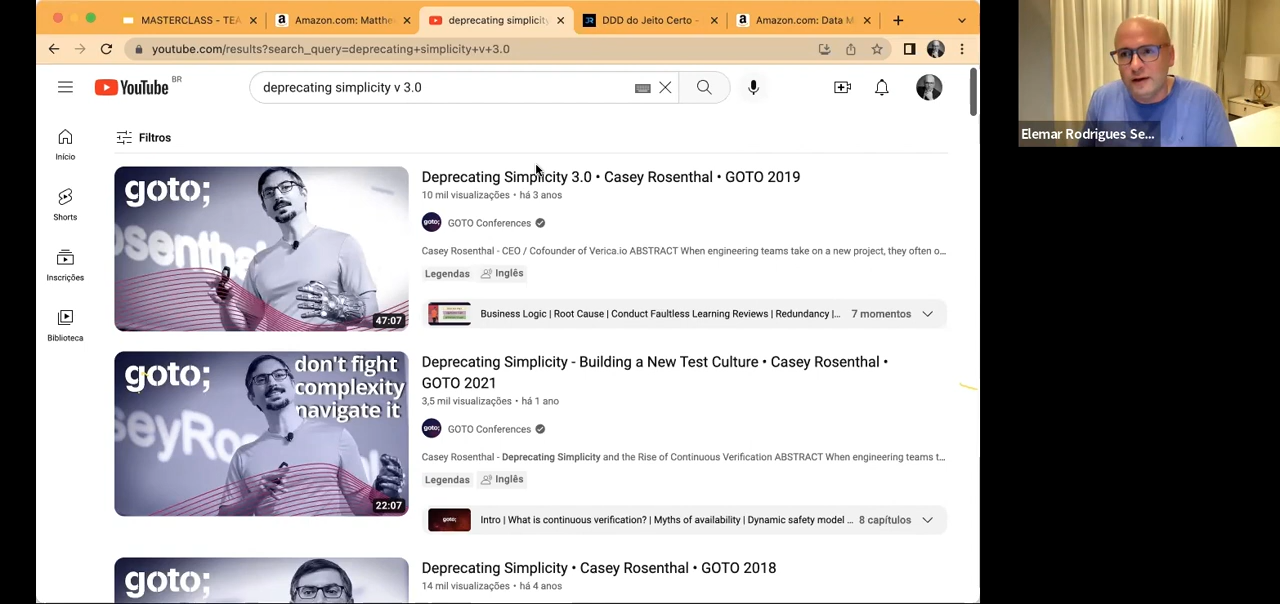 MASTERCLASS - TEA
Amazon.com: Matthe
deprecating simplicity
DDD do Jeito Certo -
Amazon.com: Data M
youtube.com/results?search_query=deprecating+simplicity+v+3.0
YouTube BR
deprecating simplicity v 3.0
Filtros
Início
Shorts
Inscrições
Biblioteca
goto;
osenthal
47:07
Deprecating Simplicity 3.0 • Casey Rosenthal • GOTO 2019
10 mil visualizações • há 3 anos
goto; GOTO Conferences
Casey Rosenthal - CEO / Cofounder of Verica.io ABSTRACT When engineering teams take on a new project, they often o...
Legendas Inglês
Business Logic | Root Cause | Conduct Faultless Learning Reviews | Redundancy |... 7 momentos
goto;
don't fight
complexity
navigate it
seyRos
22:07
Deprecating Simplicity - Building a New Test Culture • Casey Rosenthal •
GOTO 2021
3,5 mil visualizações • há 1 ano
goto; GOTO Conferences
Casey Rosenthal - Deprecating Simplicity and the Rise of Continuous Verification ABSTRACT When engineering teams t...
Legendas Inglês
goto; Intro | What is continuous verification? | Myths of availability | Dynamic safety model ... 8 capítulos
goto;
Deprecating Simplicity • Casey Rosenthal • GOTO 2018
14 mil visualizações • há 4 anos
Elemar Rodrigues Se...